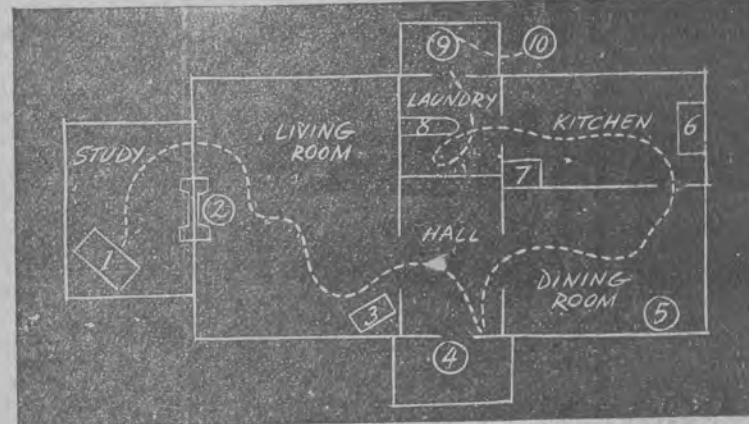 9
10
LAUNDRY
8
LIVING
ROOM
KITCHEN
6
STUDY
7
2
1
HALL
3
DINING
ROOM
5
4